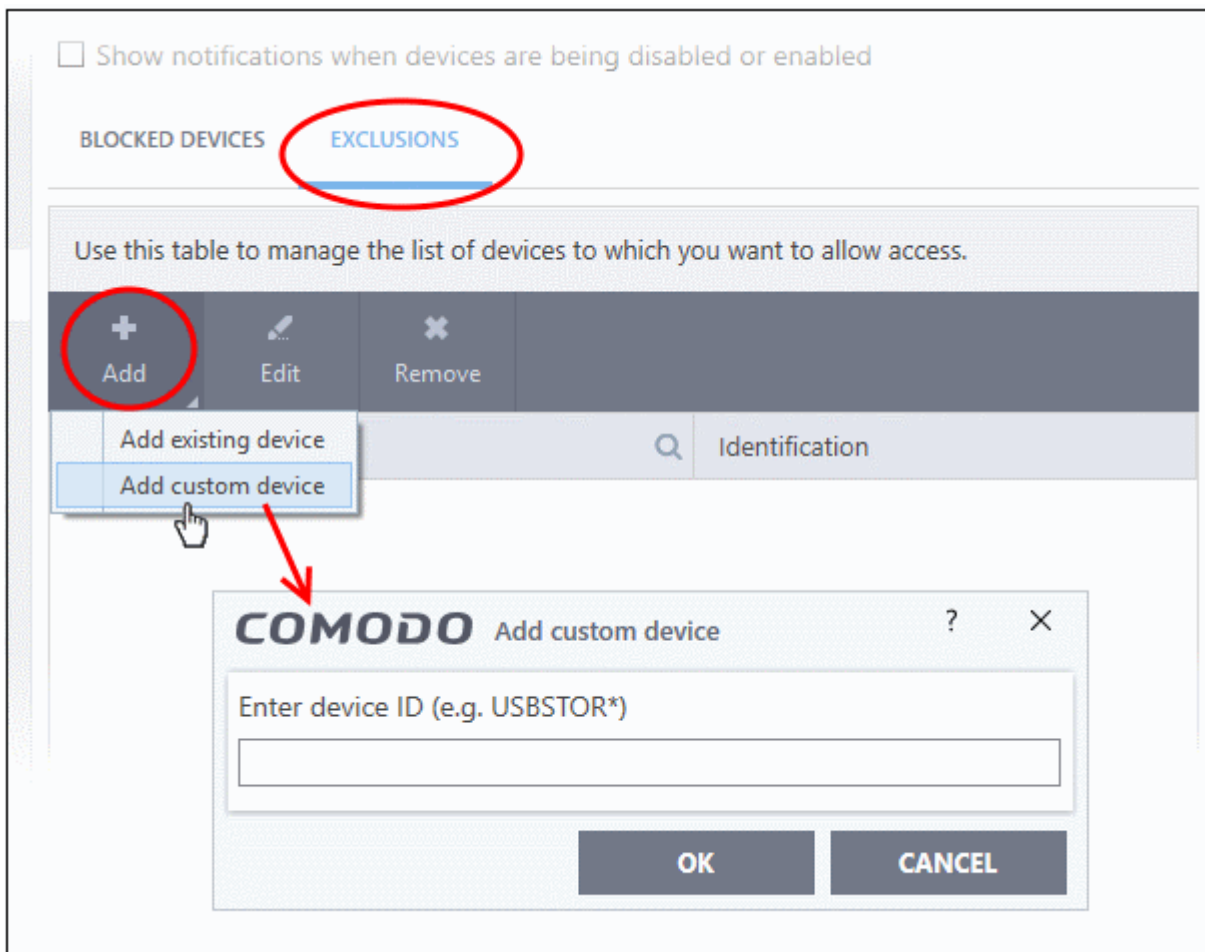 Show notifications when devices are being disabled or enabled
BLOCKED DEVICES EXCLUSIONS
Use this table to manage the list of devices to which you want to allow access.
Add Edit Remove
Add existing device
Identification
Add custom device
COMODO Add custom device ?
Enter device ID (e.g. USBSTOR*)
OK CANCEL